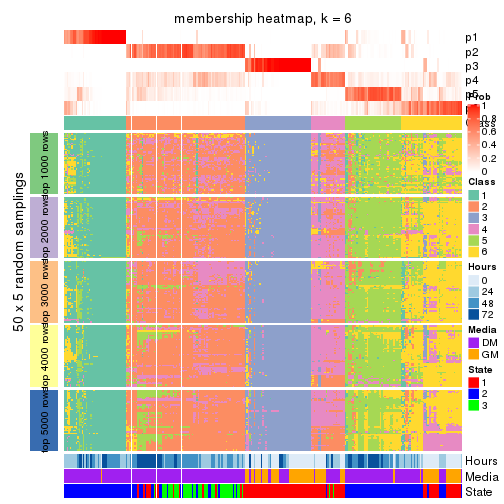 membership heatmap, k = 6
p1
p2
p3
p4
Prob
1
0.8
0.6
0.4
0.2
0
Class
1
2
3
4
5
6
Hours
0
24
48
72
Media
DM
GM
State
1
2
3
50 x 5 random samplings
top 1000 rows
top 2000 rows
top 3000 rows
top 4000 rows
top 5000 rows
Hours
Media
State